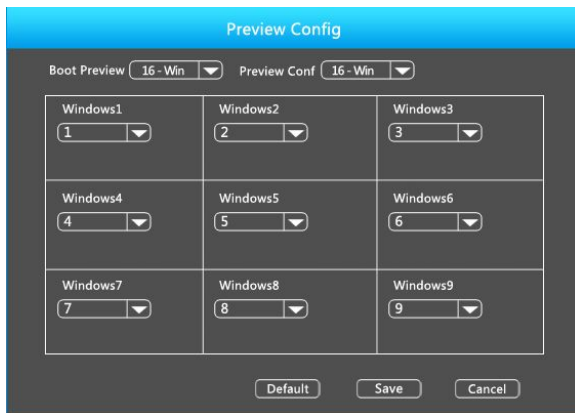 Preview Config
Boot Preview 16 - Win Preview Conf 16 - Win
Windows1 Windows2 Windows3
1 2 3
Windows4 Windows5 Windows6
4 5 6
Windows7 Windows8 Windows9
7 8 9
Default Save Cancel